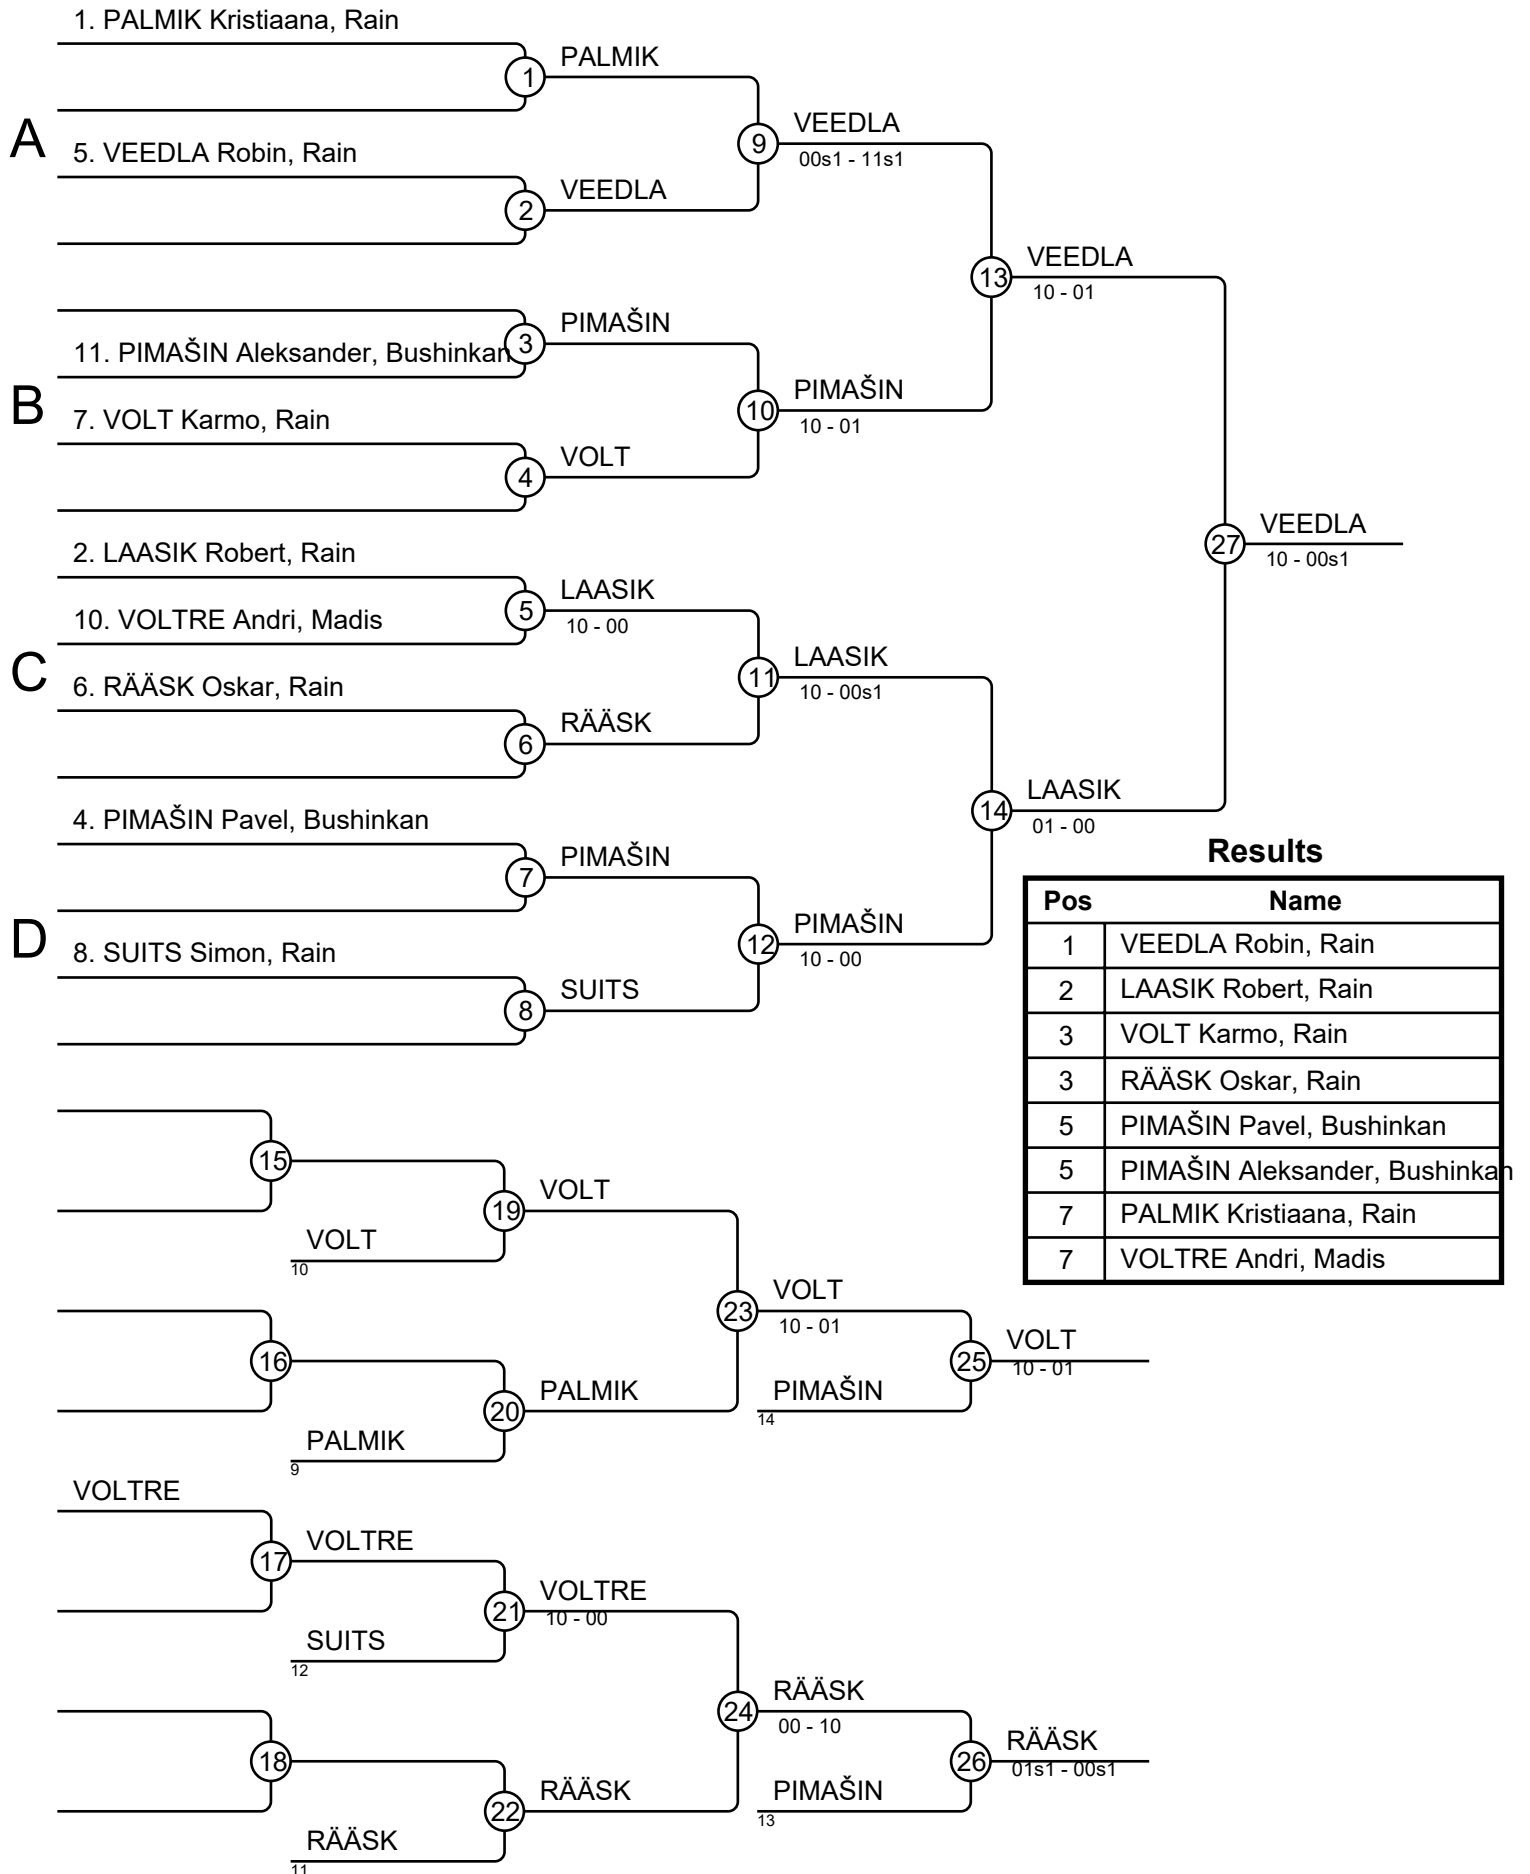 1. PALMIK Kristiaana, Rain
1
PALMIK
A
5. VEEDLA Robin, Rain
2
VEEDLA
9
VEEDLA
00s1 - 11s1
3
PIMAŠIN
11. PIMAŠIN Aleksander, Bushinkan
B
7. VOLT Karmo, Rain
4
VOLT
10
PIMAŠIN
10 - 01
13
VEEDLA
10 - 01
2. LAASIK Robert, Rain
10. VOLTRE Andri, Madis
5
LAASIK
10 - 00
C
6. RÄÄSK Oskar, Rain
6
RÄÄSK
11
LAASIK
10 - 00s1
4. PIMAŠIN Pavel, Bushinkan
7
PIMAŠIN
D
8. SUITS Simon, Rain
8
SUITS
12
PIMAŠIN
10 - 00
14
LAASIK
01 - 00
27
VEEDLA
10 - 00s1
Results
Pos Name
1 VEEDLA Robin, Rain
2 LAASIK Robert, Rain
3 VOLT Karmo, Rain
3 RÄÄSK Oskar, Rain
5 PIMAŠIN Pavel, Bushinkan
5 PIMAŠIN Aleksander, Bushinkan
7 PALMIK Kristiaana, Rain
7 VOLTRE Andri, Madis
15
VOLT
10
19
VOLT
16
PALMIK
9
20
PALMIK
23
VOLT
10 - 01
PIMAŠIN
14
25
VOLT
10 - 01
VOLTRE
17
VOLTRE
SUITS
12
21
VOLTRE
10 - 00
18
RÄÄSK
11
22
RÄÄSK
24
RÄÄSK
00 - 10
PIMAŠIN
13
26
RÄÄSK
01s1 - 00s1